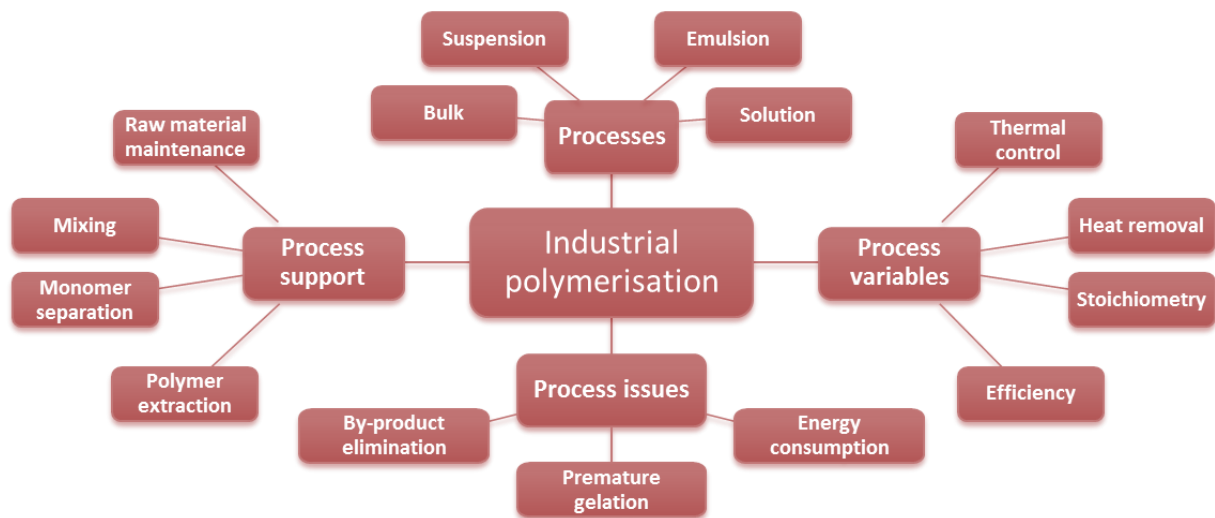 Suspension
Emulsion
Bulk
Processes
Solution
Raw material
maintenance
Thermal
control
Mixing
Process
support
Industrial
polymerisation
Process
variables
Heat removal
Monomer
separation
Stoichiometry
Polymer
extraction
Process issues
Efficiency
By-product
elimination
Energy
consumption
Premature
gelation